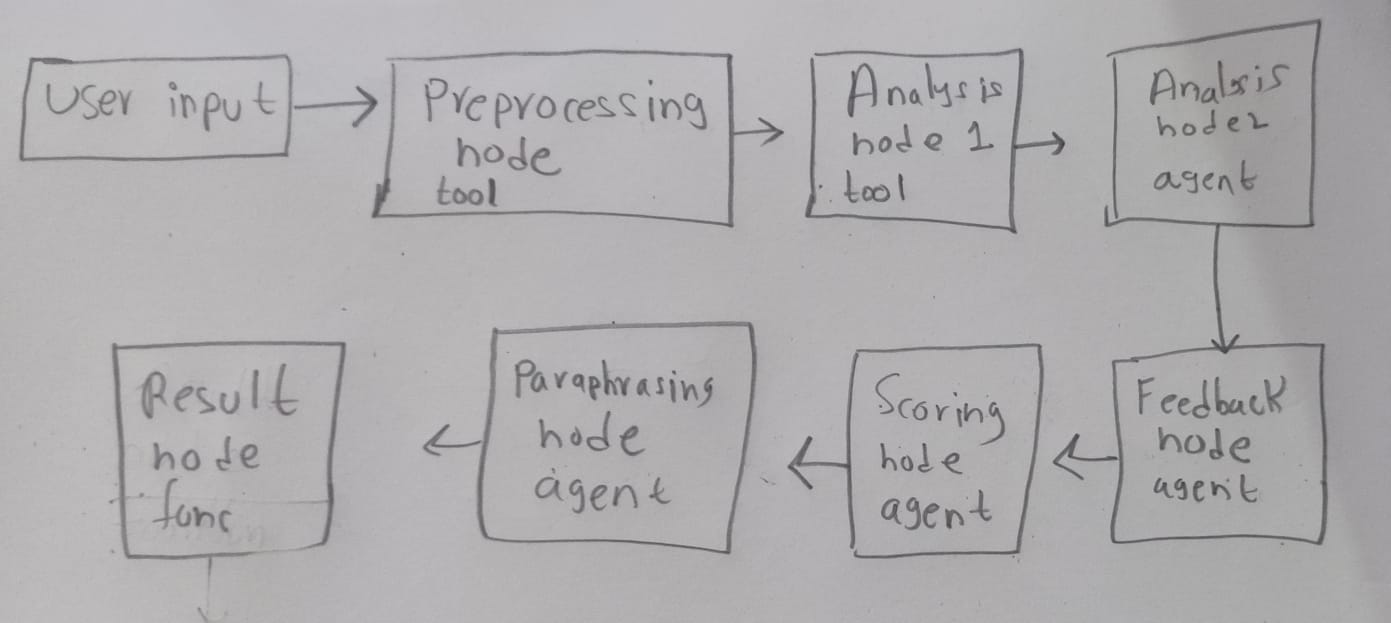 User input
Preprocessing
node
tool
Analysis
node 1
tool
Analsis
node2
agent
Feedback
node
agent
Scoring
node
agent
Paraphrasing
node
agent
Result
node
func